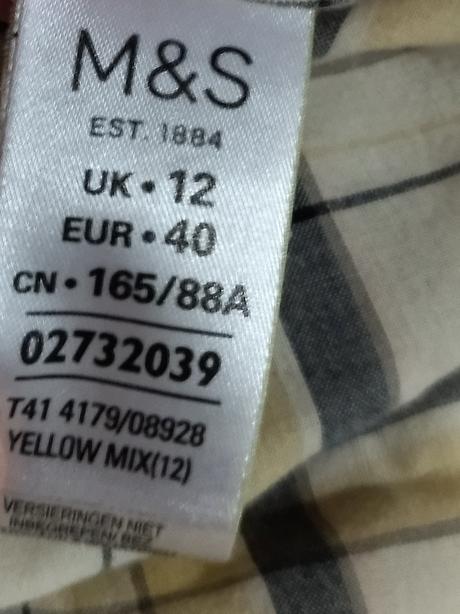 M&S
EST. 1884
UK • 12
EUR • 40
CN • 165/88A
02732039
T41 4179/08928
YELLOW MIX(12)
VERSIERINGEN NIET
INBEGREPEN/ BEZ